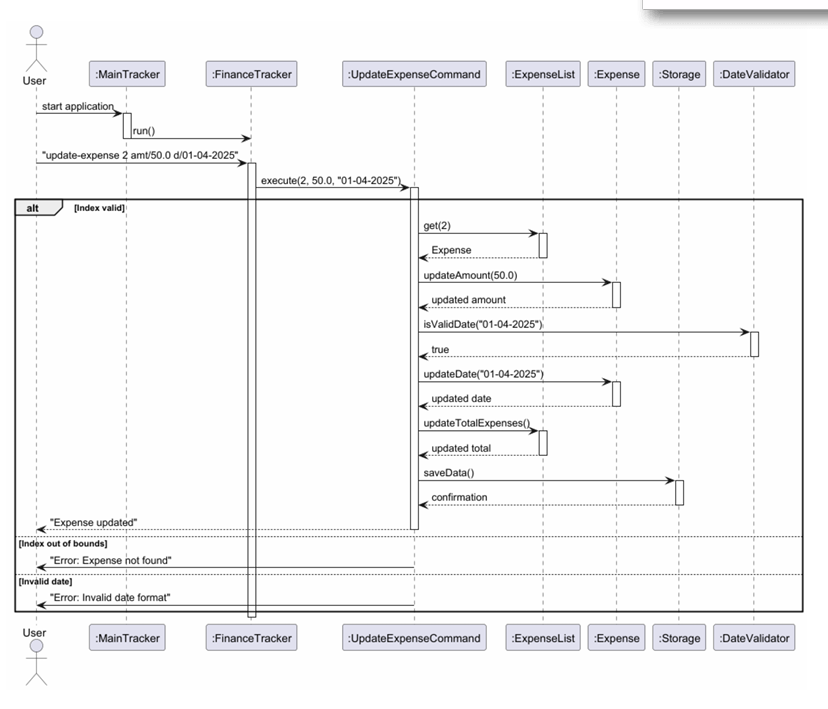 User
:MainTracker
:FinanceTracker
:UpdateExpenseCommand
:ExpenseList
:Expense
:Storage
:DateValidator
start application
run()
"update-expense 2 amt/50.0 d/01-04-2025"
execute(2, 50.0, "01-04-2025")
alt
[Index valid]
get(2)
Expense
updateAmount(50.0)
updated amount
isValidDate("01-04-2025")
true
updateDate("01-04-2025")
updated date
updateTotalExpenses()
updated total
saveData()
confirmation
"Expense updated"
[Index out of bounds]
"Error: Expense not found"
[Invalid date]
"Error: Invalid date format"
User
:MainTracker
:FinanceTracker
:UpdateExpenseCommand
:ExpenseList
:Expense
:Storage
:DateValidator